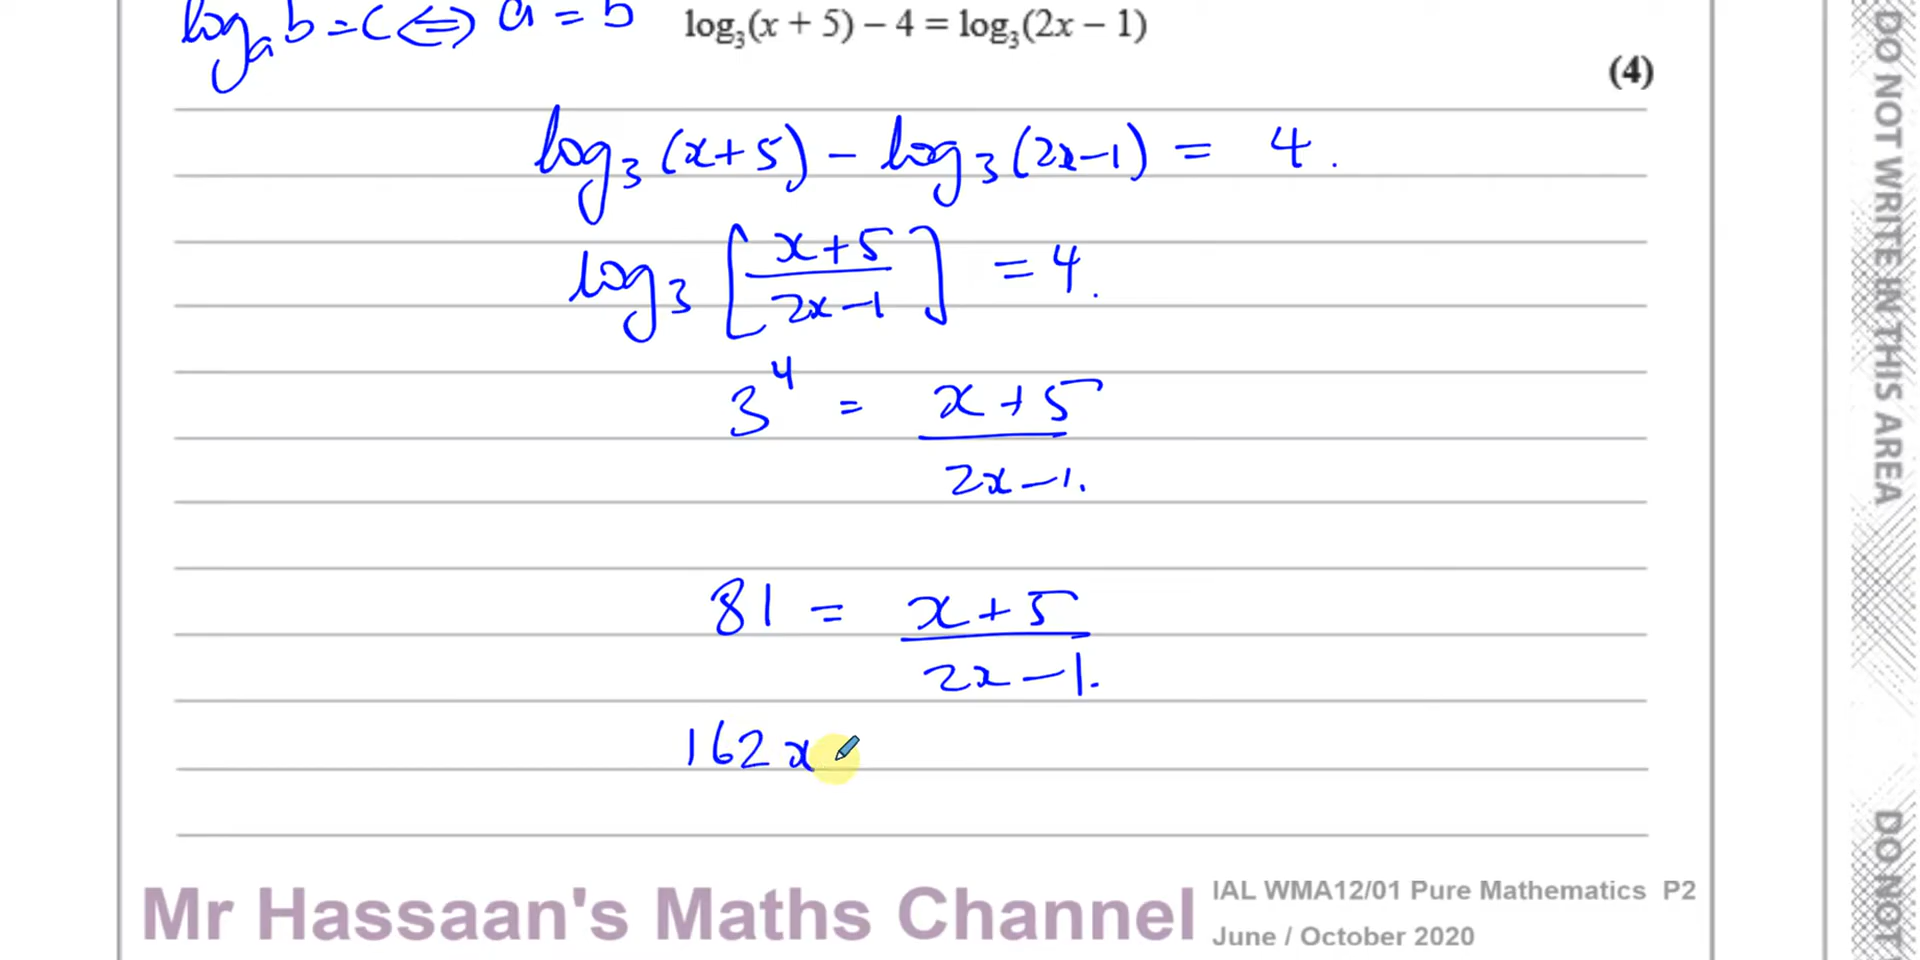 logₐb = c ⇔ a = b log₃(x + 5) − 4 = log₃(2x − 1)
(4)
log₃(x+5) − log₃(2x−1) = 4.
log₃[(x+5)/(2x−1)] = 4.
3⁴ = (x+5)/(2x−1).
81 = (x+5)/(2x−1).
162x
Mr Hassaan's Maths Channel
IAL WMA12/01 Pure Mathematics P2
June / October 2020
DO NOT WRITE IN THIS AREA
DO NOT